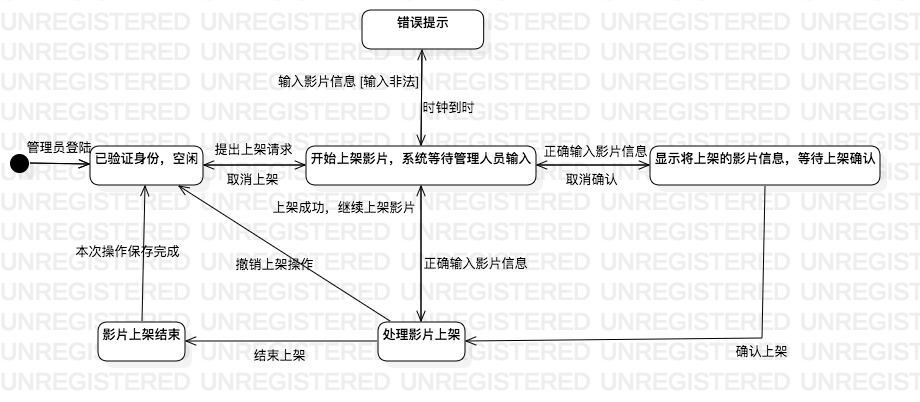 错误提示
输入影片信息 [输入非法]
时钟到时
管理员登陆
已验证身份，空闲
提出上架请求
取消上架
开始上架影片，系统等待管理人员输入
正确输入影片信息
取消确认
显示将上架的影片信息，等待上架确认
上架成功，继续上架影片
本次操作保存完成
撤销上架操作
正确输入影片信息
影片上架结束
结束上架
处理影片上架
确认上架
UNREGISTERED UNREGISTERED UNREGISTERED UNREGISTERED UNREGISTERED